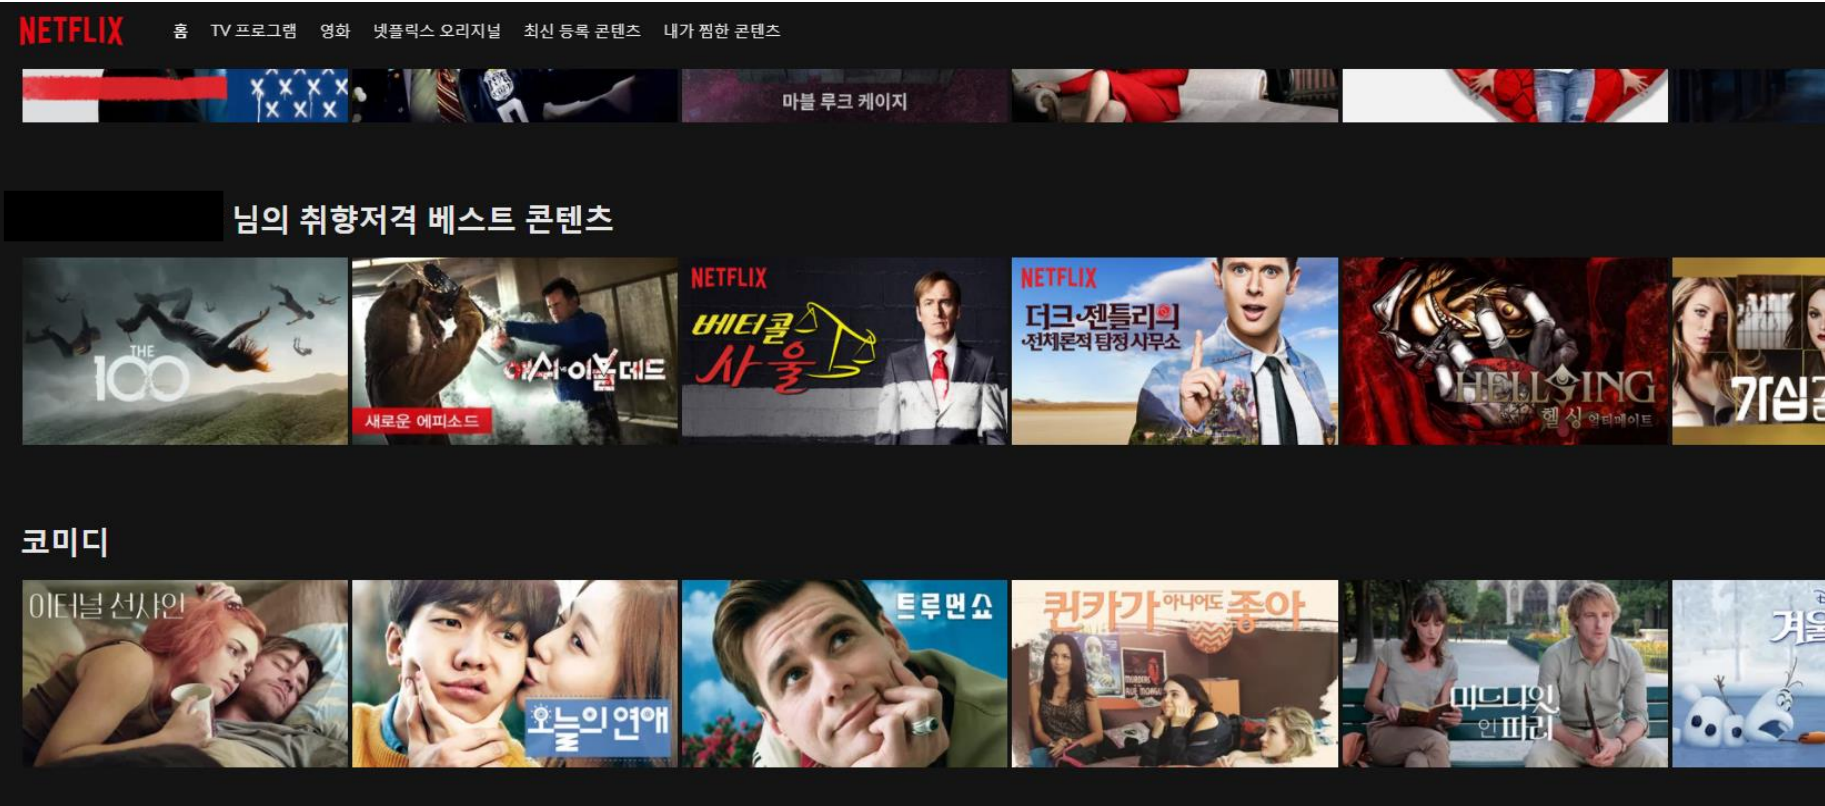 NETFLIX 홈 TV 프로그램 영화 넷플릭스 오리지널 최신 등록 콘텐츠 내가 찜한 콘텐츠
마블 루크 케이지
님의 취향저격 베스트 콘텐츠
THE
100
애쉬 vs 이블 데드
새로운 에피소드
NETFLIX
베터 콜
사울
NETFLIX
더크 젠틀리의
전체론적 탐정사무소
HELLSING
헬싱 얼티메이트
가십
코미디
이터널 선샤인
오늘의 연애
트루먼 쇼
퀸카가 아니어도 좋아
미드나잇
인 파리
겨울